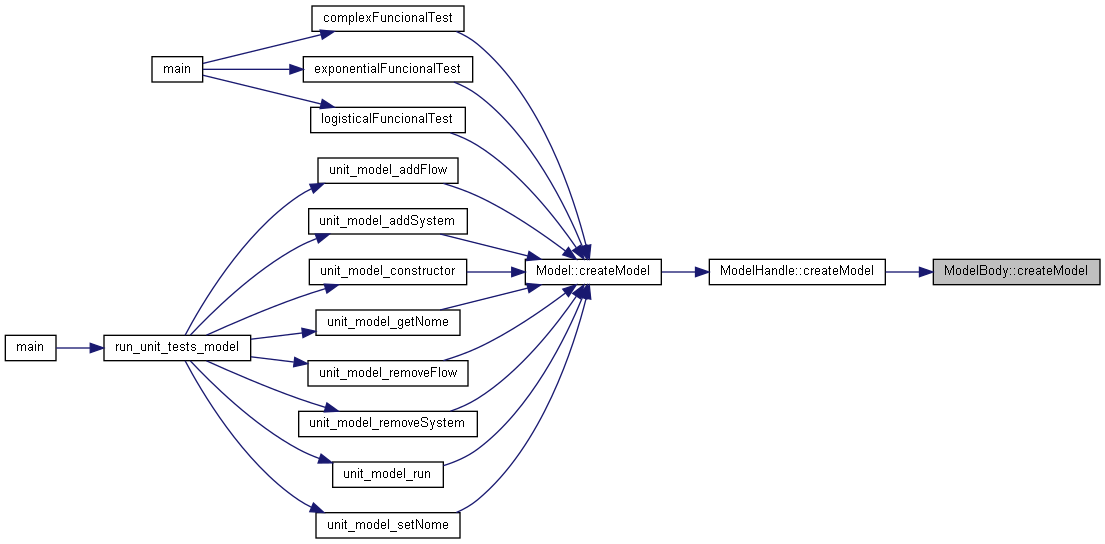 complexFuncionalTest
main
exponentialFuncionalTest
logisticalFuncionalTest
unit_model_addFlow
unit_model_addSystem
unit_model_constructor
Model::createModel
ModelHandle::createModel
ModelBody::createModel
unit_model_getNome
main
run_unit_tests_model
unit_model_removeFlow
unit_model_removeSystem
unit_model_run
unit_model_setNome